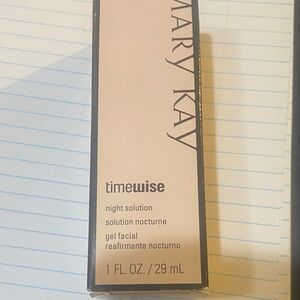 MARY KAY
timewise
night solution
solution nocturne
gel facial
reafirmante nocturno
1 FL. OZ. / 29 mL